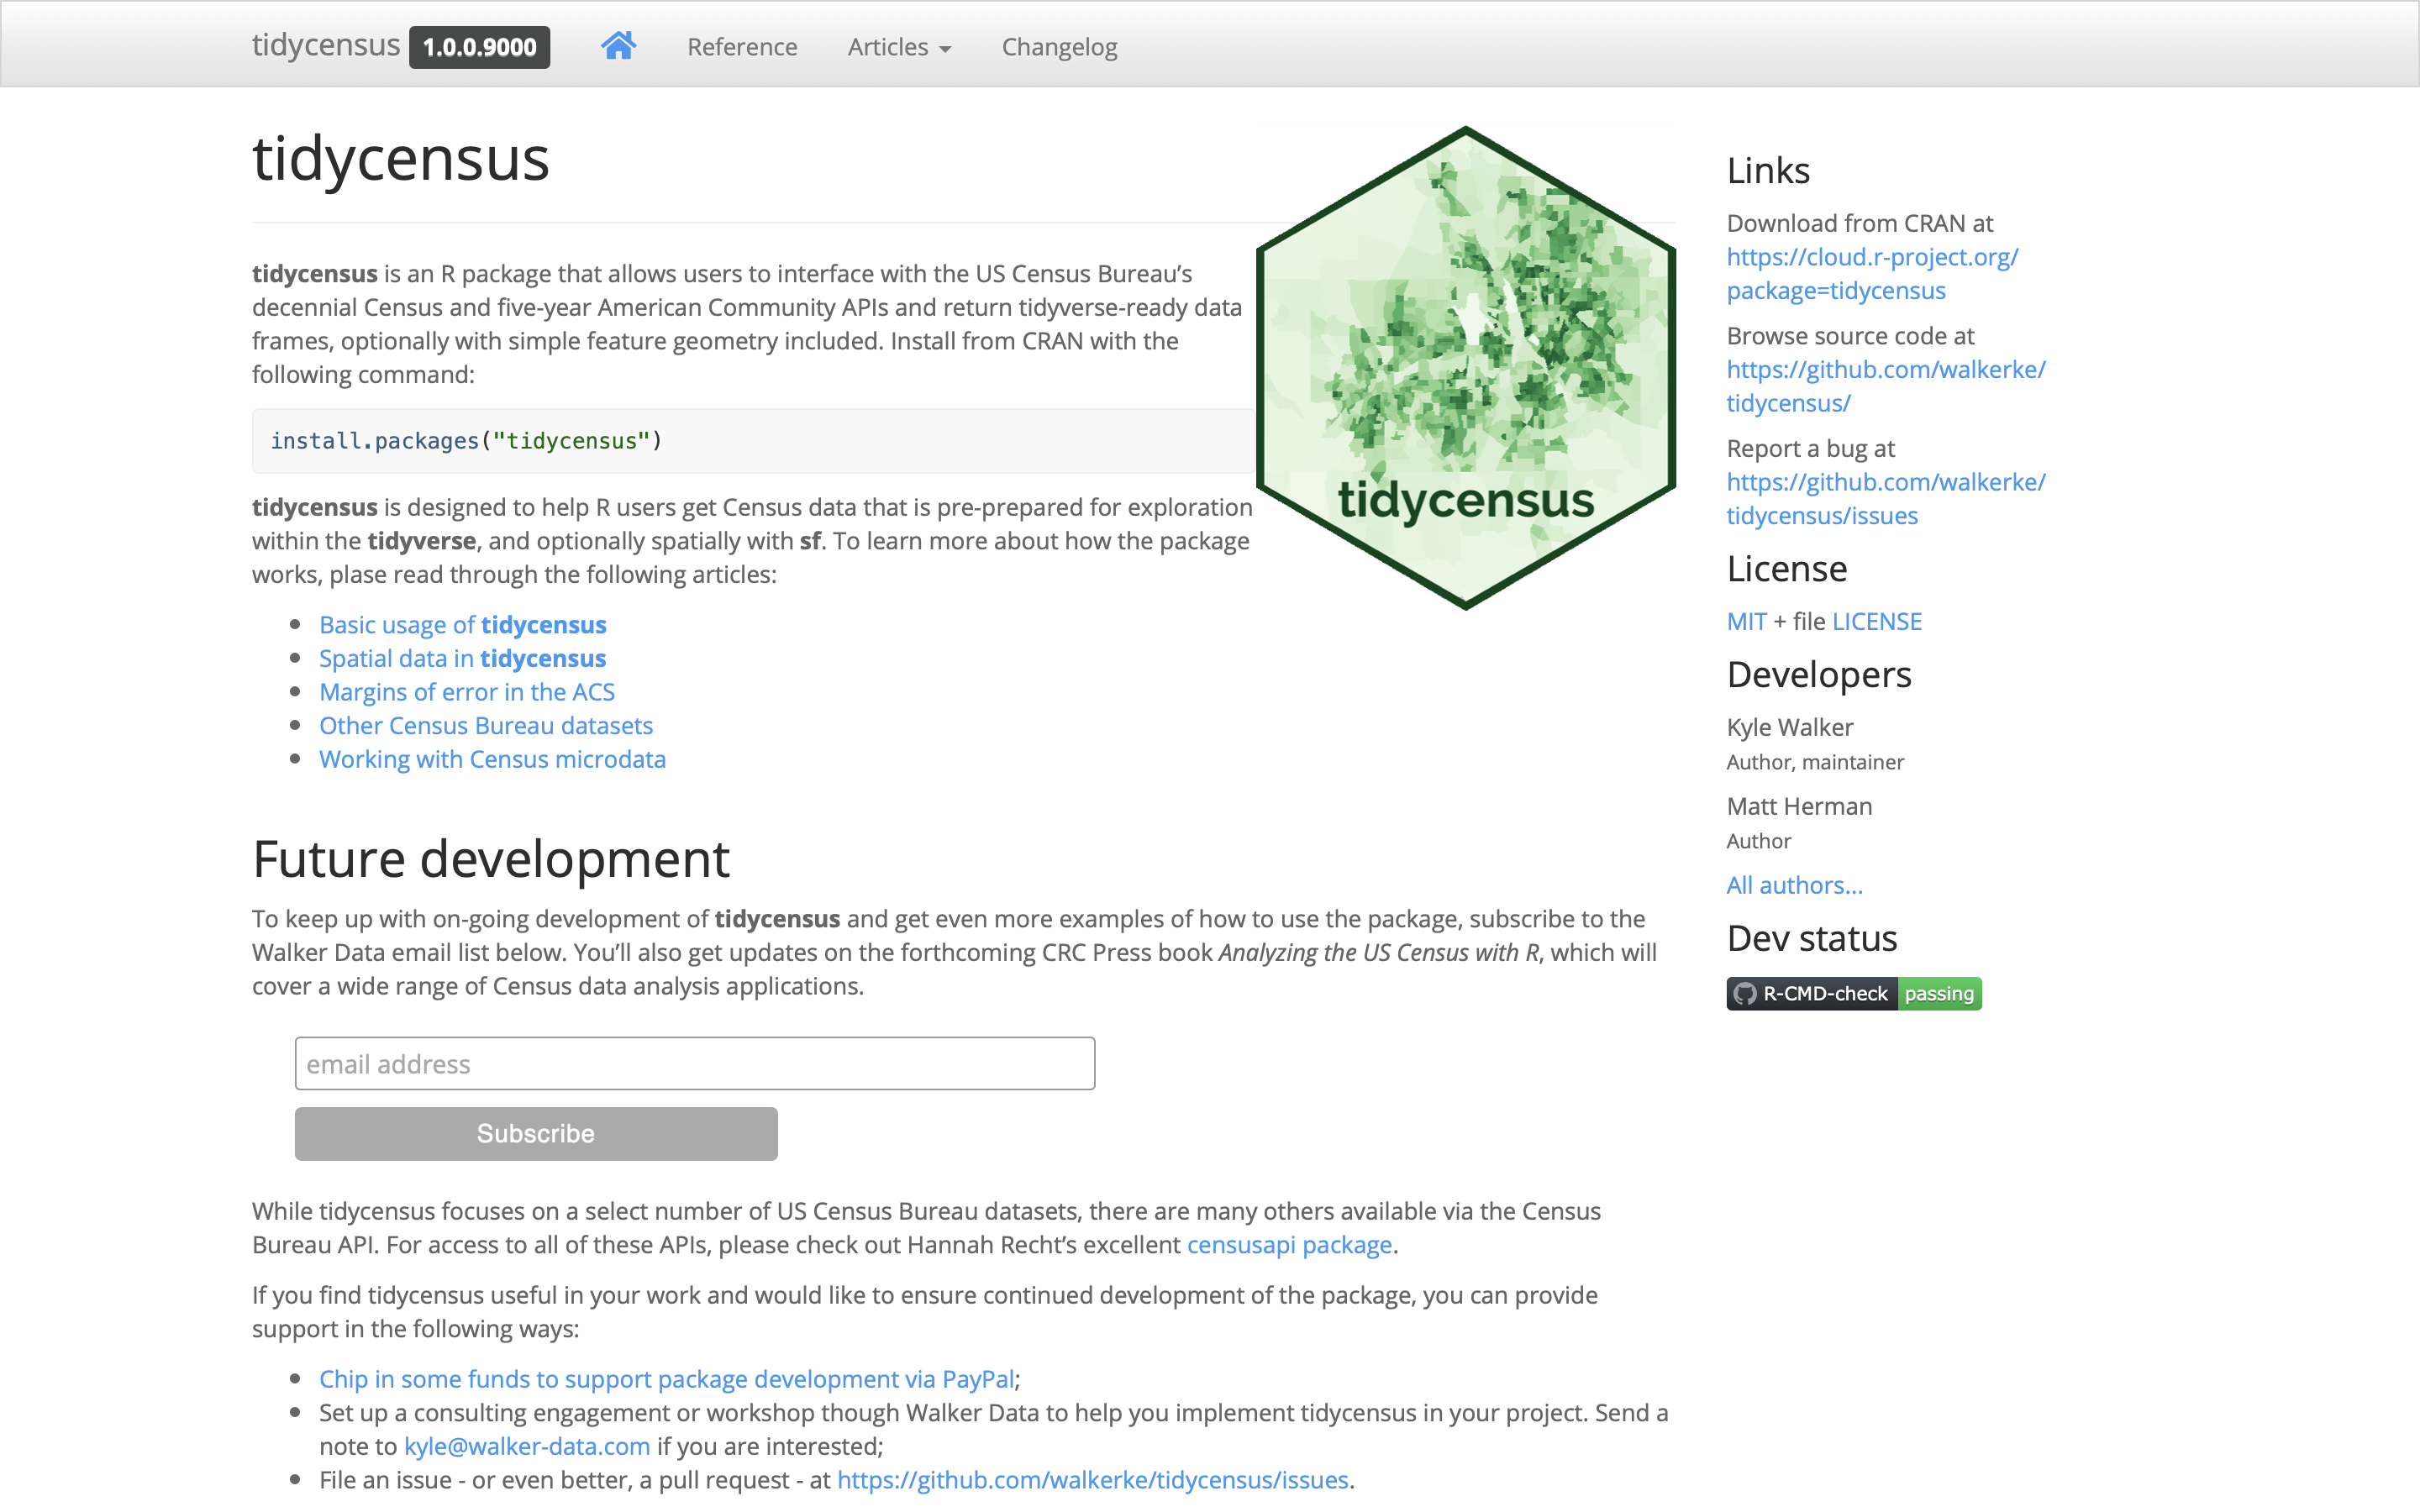 tidycensus 1.0.0.9000 Reference Articles Changelog
tidycensus
tidycensus is an R package that allows users to interface with the US Census Bureau’s
decennial Census and five-year American Community APIs and return tidyverse-ready data
frames, optionally with simple feature geometry included. Install from CRAN with the
following command:
install.packages("tidycensus")
tidycensus is designed to help R users get Census data that is pre-prepared for exploration
within the tidyverse, and optionally spatially with sf. To learn more about how the package
works, plase read through the following articles:
Basic usage of tidycensus
Spatial data in tidycensus
Margins of error in the ACS
Other Census Bureau datasets
Working with Census microdata
tidycensus
Future development
To keep up with on-going development of tidycensus and get even more examples of how to use the package, subscribe to the
Walker Data email list below. You’ll also get updates on the forthcoming CRC Press book Analyzing the US Census with R, which will
cover a wide range of Census data analysis applications.
email address
Subscribe
While tidycensus focuses on a select number of US Census Bureau datasets, there are many others available via the Census
Bureau API. For access to all of these APIs, please check out Hannah Recht’s excellent censusapi package.
If you find tidycensus useful in your work and would like to ensure continued development of the package, you can provide
support in the following ways:
Chip in some funds to support package development via PayPal;
Set up a consulting engagement or workshop though Walker Data to help you implement tidycensus in your project. Send a
note to kyle@walker-data.com if you are interested;
File an issue - or even better, a pull request - at https://github.com/walkerke/tidycensus/issues.
Links
Download from CRAN at
https://cloud.r-project.org/
package=tidycensus
Browse source code at
https://github.com/walkerke/
tidycensus/
Report a bug at
https://github.com/walkerke/
tidycensus/issues
License
MIT + file LICENSE
Developers
Kyle Walker
Author, maintainer
Matt Herman
Author
All authors...
Dev status
R-CMD-check passing